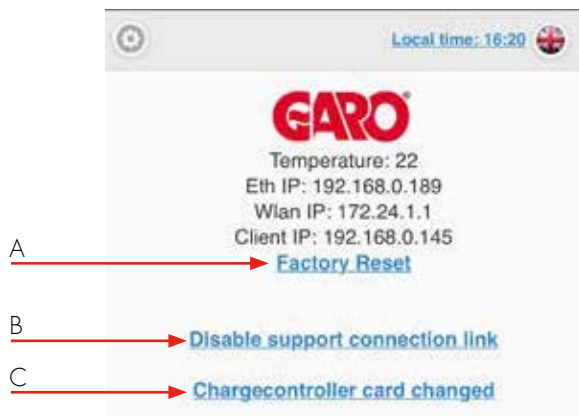 Local time: 16:20
GARO
Temperature: 22
Eth IP: 192.168.0.189
Wlan IP: 172.24.1.1
Client IP: 192.168.0.145
A
Factory Reset
B
Disable support connection link
C
Chargecontroller card changed